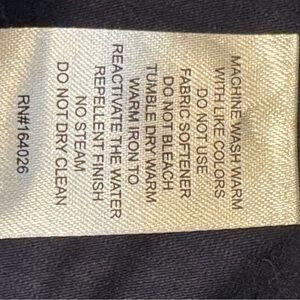 MACHINE WASH WARM
WITH LIKE COLORS
DO NOT USE
FABRIC SOFTENER
DO NOT BLEACH
TUMBLE DRY WARM
WARM IRON TO
REACTIVATE THE WATER
REPELLENT FINISH
NO STEAM
DO NOT DRY CLEAN
RN#164026